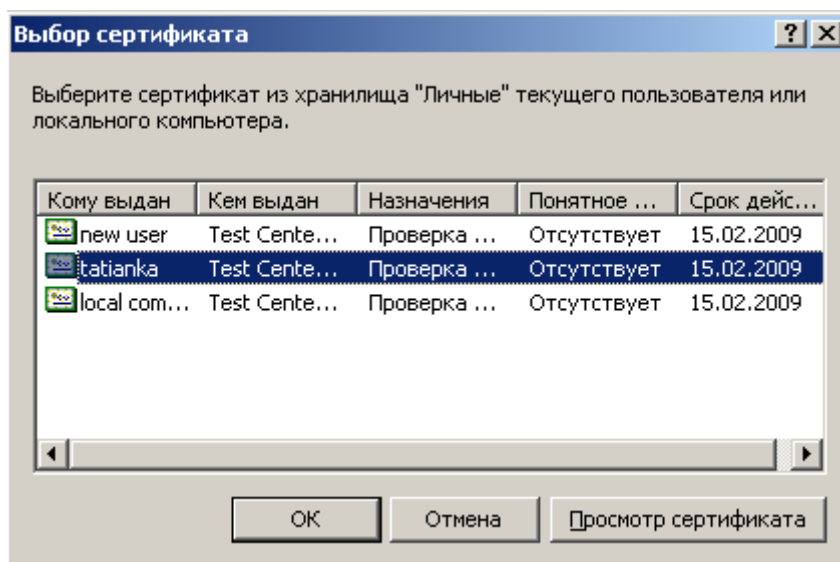 Выбор сертификата
Выберите сертификат из хранилища "Личные" текущего пользователя или
локального компьютера.
Кому выдан Кем выдан Назначения Понятное ... Срок дейс...
new user Test Cente... Проверка ... Отсутствует 15.02.2009
tatianka Test Cente... Проверка ... Отсутствует 15.02.2009
local com... Test Cente... Проверка ... Отсутствует 15.02.2009
ОК Отмена Просмотр сертификата